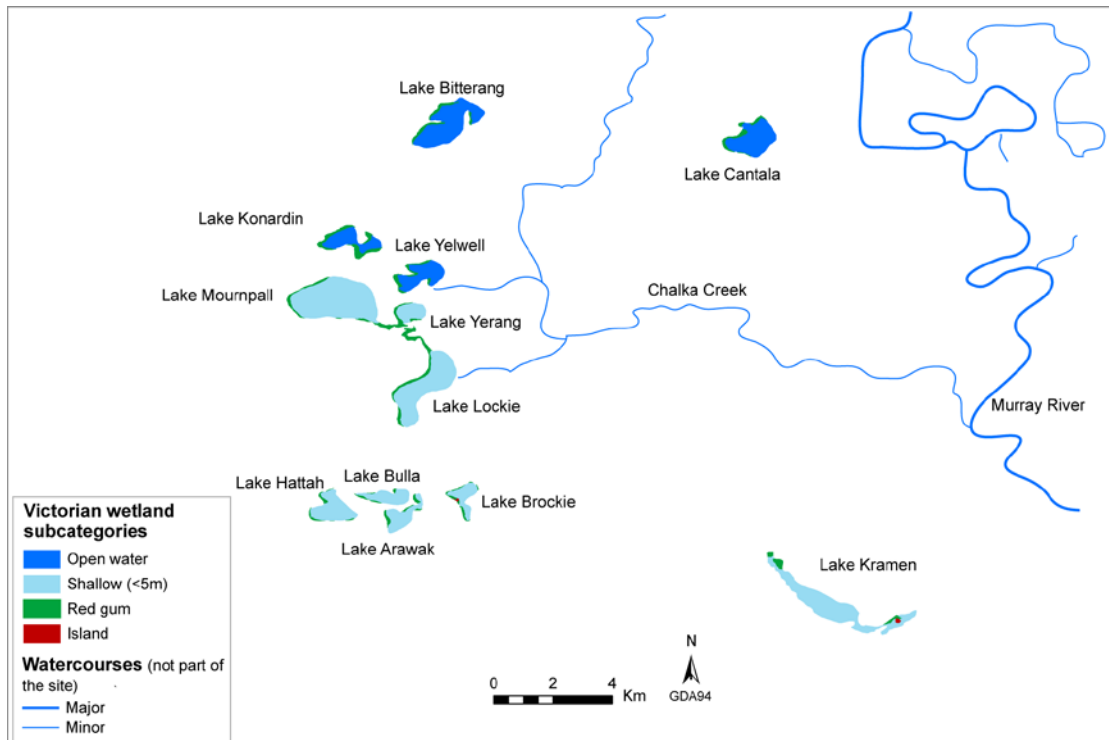 Lake Bitterang
Lake Cantala
Lake Konardin
Lake Yelwell
Lake Mournpall
Chalka Creek
Lake Yerang
Lake Lockie
Murray River
Lake Hattah
Lake Bulla
Lake Brockie
Lake Arawak
Lake Kramen
Victorian wetland
subcategories
Open water
Shallow (<5m)
Red gum
Island
Watercourses (not part of
the site)
Major
Minor
0 2 4
Km
N
GDA94